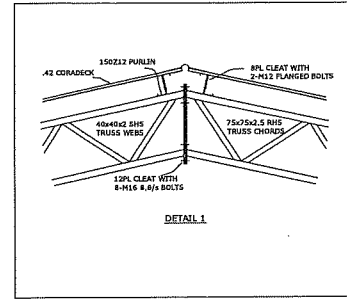 150Z12 PURLIN
.42 CORADECK
8PL CLEAT WITH
2-M12 FLANGED BOLTS
40x40x2 SHS
TRUSS WEBS
75x75x2.5 RHS
TRUSS CHORDS
12PL CLEAT WITH
8-M16 8.8/s BOLTS
DETAIL 1